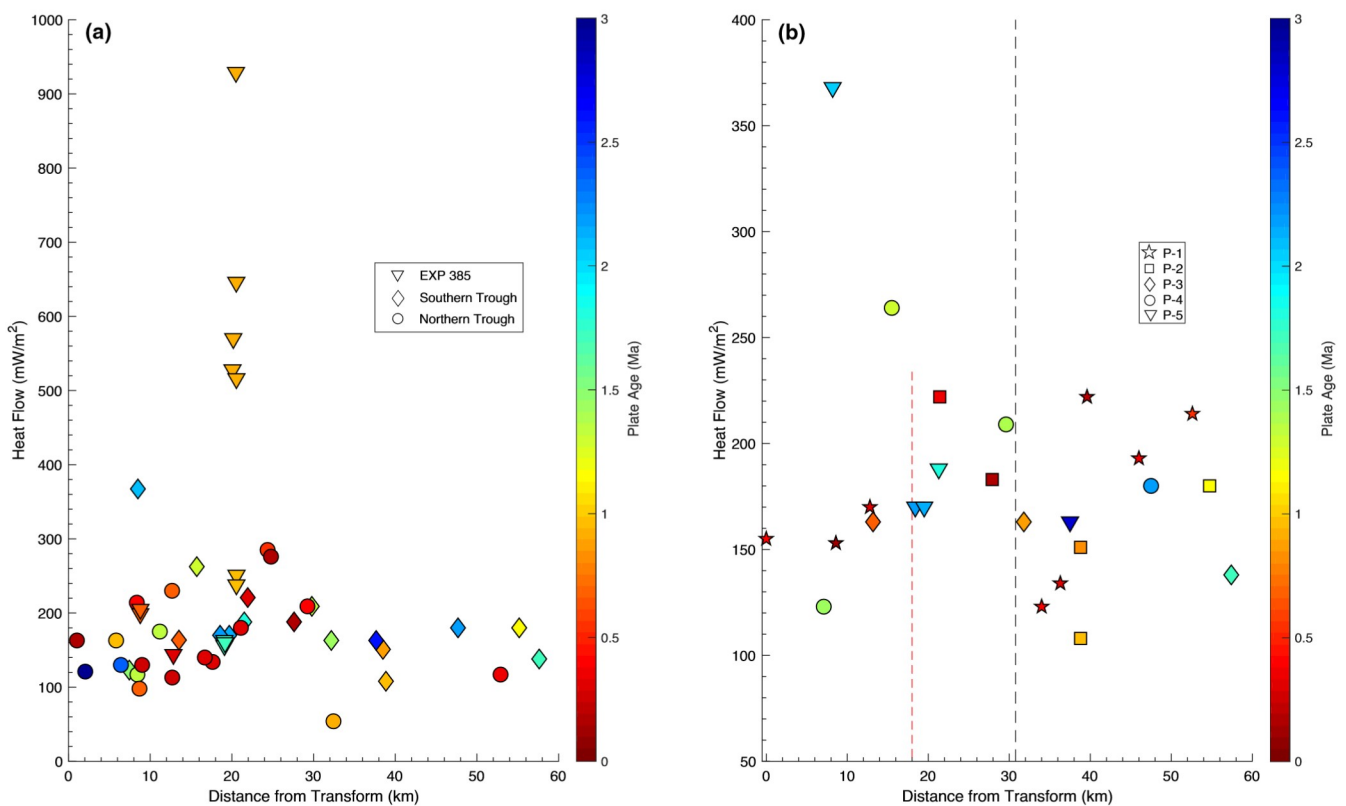 (a)
1000
900
800
700
600
500
400
300
200
100
0
Heat Flow (mW/m²)
0 10 20 30 40 50 60
Distance from Transform (km)
EXP 385
Southern Trough
Northern Trough
3
2.5
2
1.5
1
0.5
0
Plate Age (Ma)
(b)
400
350
300
250
200
150
100
50
Heat Flow (mW/m²)
0 10 20 30 40 50 60
Distance from Transform (km)
P-1
P-2
P-3
P-4
P-5
3
2.5
2
1.5
1
0.5
0
Plate Age (Ma)